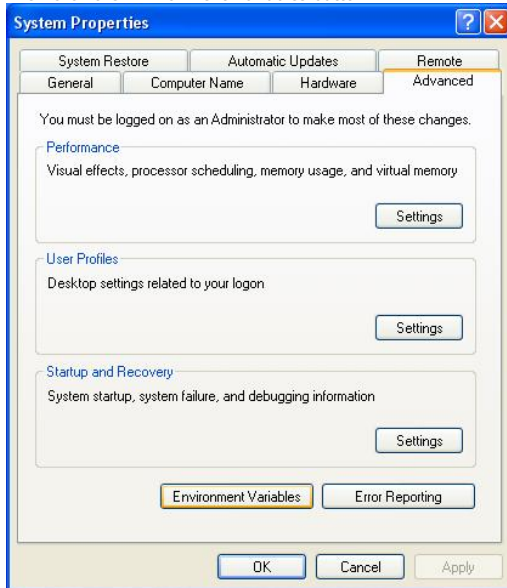 System Properties
System Restore Automatic Updates Remote
General Computer Name Hardware Advanced
You must be logged on as an Administrator to make most of these changes.
Performance
Visual effects, processor scheduling, memory usage, and virtual memory
Settings
User Profiles
Desktop settings related to your logon
Settings
Startup and Recovery
System startup, system failure, and debugging information
Settings
Environment Variables Error Reporting
OK Cancel Apply